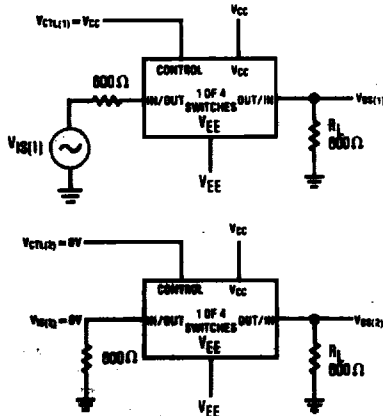 VCTL(1)=VCC
VCC
600Ω
CONTROL
VCC
IN/OUT
1 OF 4
SWITCHES
OUT/IN
VOS(1)
VEE
VIS(1)
RL
600Ω
VEE
VCTL(2)=0V
VCC
CONTROL
VCC
VIS(2)=0V
IN/OUT
1 OF 4
SWITCHES
OUT/IN
VOS(2)
VEE
600Ω
RL
600Ω
VEE